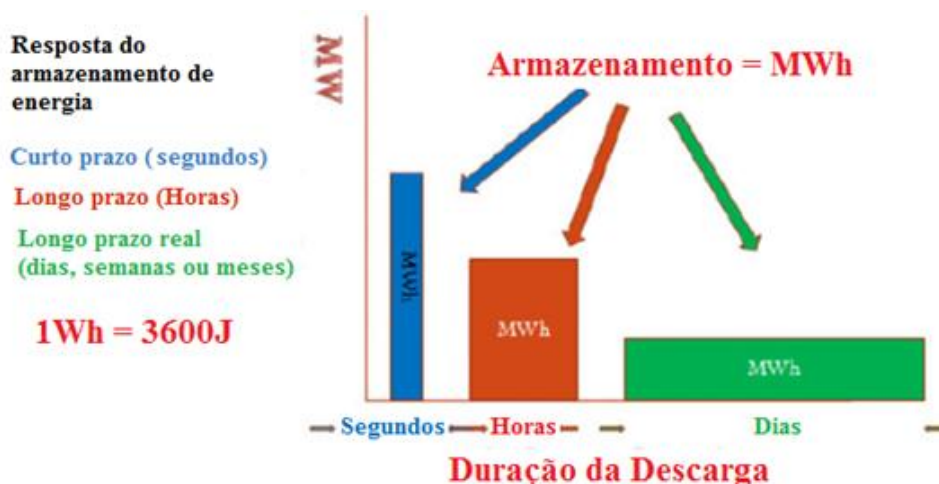 Resposta do
armazenamento de
energia
Curto prazo ( segundos)
Longo prazo (Horas)
Longo prazo real
(dias, semanas ou meses)
1Wh = 3600J
MW
Armazenamento = MWh
MWh
MWh
MWh
Segundos
Horas
Dias
Duração da Descarga